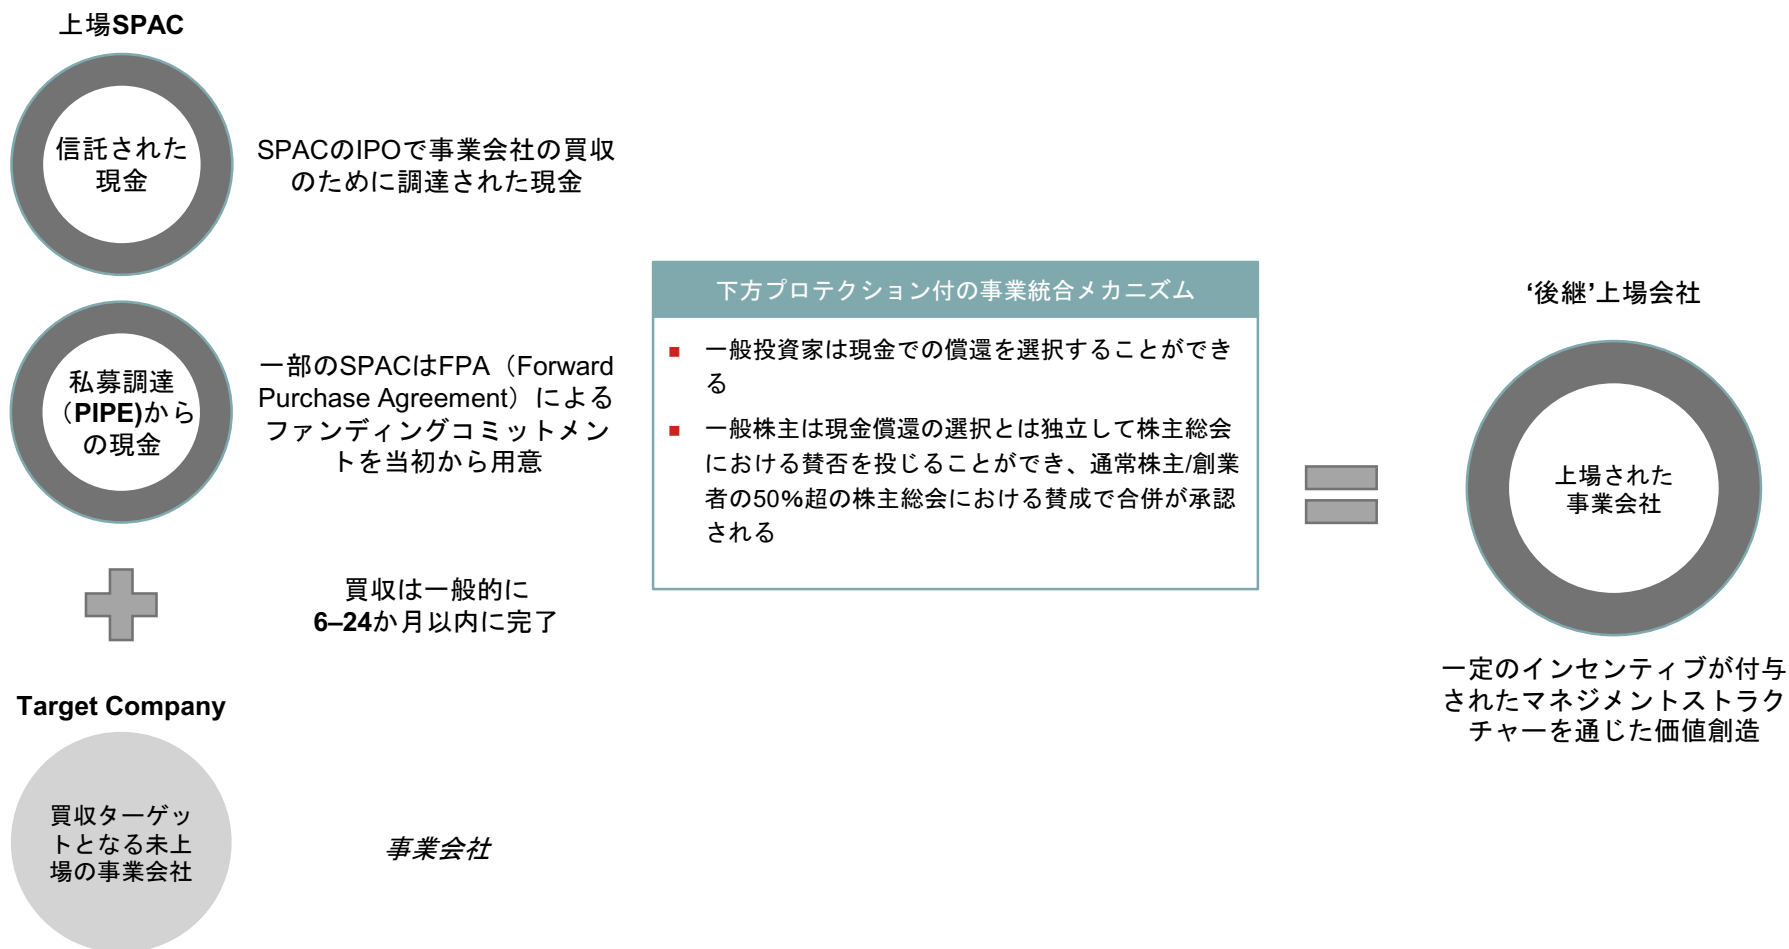 上場SPAC
信託された
現金
SPACのIPOで事業会社の買収
のために調達された現金
私募調達
（PIPE)から
の現金
一部のSPACはFPA（Forward
Purchase Agreement）による
ファンディングコミットメン
トを当初から用意
買収は一般的に
6–24か月以内に完了
Target Company
買収ターゲッ
トとなる未上
場の事業会社
事業会社
下方プロテクション付の事業統合メカニズム
■ 一般投資家は現金での償還を選択することができ
る
■ 一般株主は現金償還の選択とは独立して株主総会
における賛否を投じることができ、通常株主/創業
者の50%超の株主総会における賛成で合併が承認
される
‘後継’上場会社
上場された
事業会社
一定のインセンティブが付与
されたマネジメントストラク
チャーを通じた価値創造